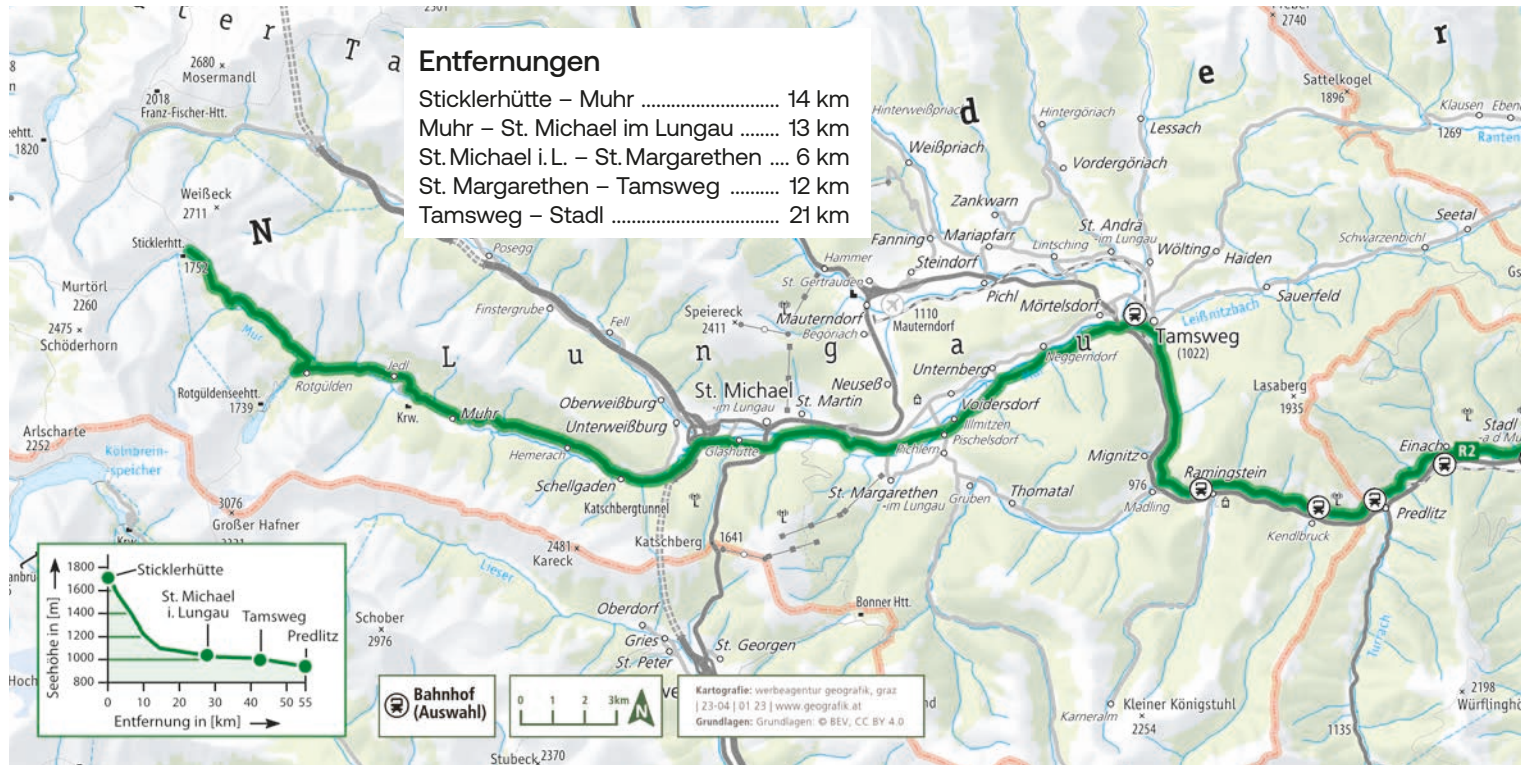 Entfernungen
Sticklerhütte – Muhr ............................ 14 km
Muhr – St. Michael im Lungau ........ 13 km
St. Michael i. L. – St. Margarethen .... 6 km
St. Margarethen – Tamsweg .......... 12 km
Tamsweg – Stadl .................................. 21 km
N
L
u
n
g
a
u
T
a
d
e
r
2680
Mosermandl
2018
Franz-Fischer-Htt.
1820
Weißeck
2711
Sticklerhtt.
1752
Murtörl
2260
2475
Schöderhorn
Mur
Rotgülden
Rotgüldenseehtt.
1739
Jedl
Krw.
Muhr
Hemerach
Schellgaden
Arlscharte
2252
Kölnbrein-
speicher
3076
Großer Hafner
Krw.
Posegg
Finstergrube
Fell
Speiereck
2411
Oberweißburg
Unterweißburg
St. Michael
-im Lungau
St. Martin
Glashütte
Katschbergtunnel
Katschberg
1641
2481
Kareck
Lieser
Schober
2976
Oberdorf
Gries
St. Peter
St. Georgen
Bonner Htt.
Stubeck 2370
Hinterweißpriach
Weißpriach
Hintergöriach
Vordergöriach
Lessach
Zankwarn
Mariapfarr
Fanning
Steindorf
Lintsching
St. Andrä
-im Lungau
Wölting
Haiden
Hammer
St. Gertrauden
Mauterndorf
Begöriach
1110
Mauterndorf
Pichl
Mörtelsdorf
Tamsweg
(1022)
Leißnitzbach
Sauerfeld
Schwarzenbichl
Seetal
2740
Sattelkogel
1896
Klausen
1269
Ranten
Neuseß
Unternberg
Neggerndorf
Voidersdorf
Illmitzen
Pischelsdorf
Pichlern
St. Margarethen
-im Lungau
Gruben
Thomatal
Mignitz
976
Madling
Ramingstein
Lasaberg
1935
Kendlbruck
Predlitz
Einach
Stadl
R2
Turrach
Karneralm
Kleiner Königstuhl
2254
1135
2198
1800
1600
1400
1200
1000
800
Seehöhe in [m]
Sticklerhütte
St. Michael
i. Lungau
Tamsweg
Predlitz
0 10 20 30 40 50 55
Entfernung in [km]
Bahnhof
(Auswahl)
0 1 2 3km
N
Kartografie: werbeagentur geografik, graz
| 23-04 | 01 23 | www.geografik.at
Grundlagen: Grundlagen: © BEV, CC BY 4.0